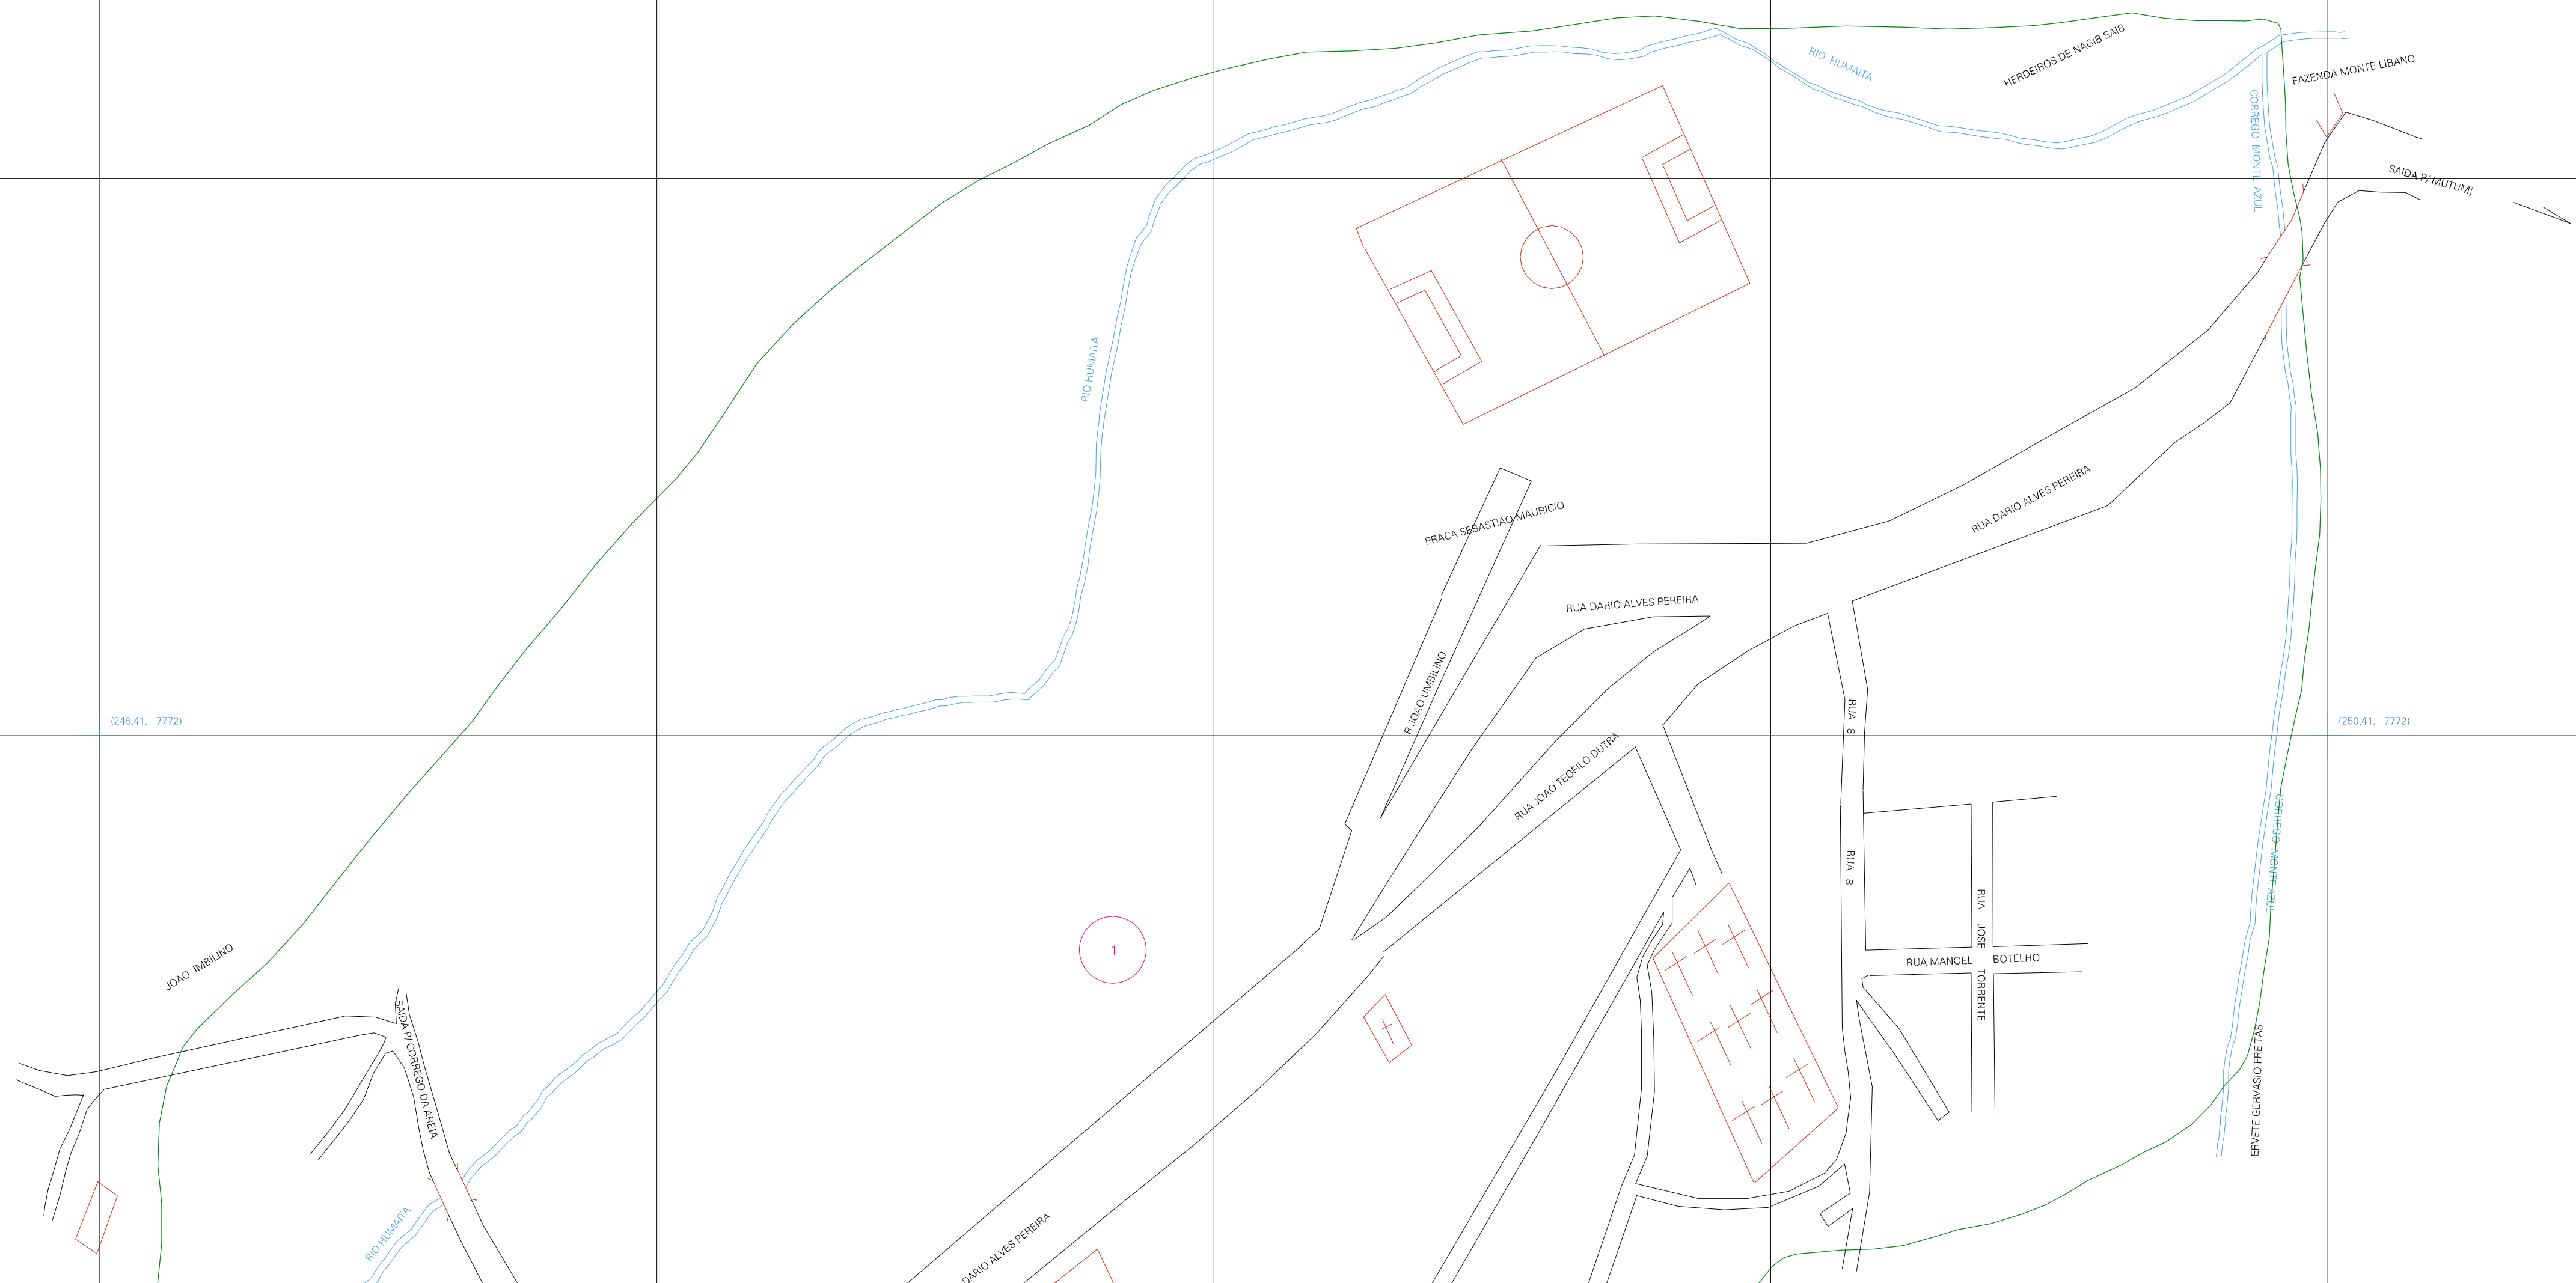 HERDEIROS DE NAGIB SAIB
RIO HUMAITA
FAZENDA MONTE LIBANO
CORREGO MONTE AZUL
SAIDA P/ MUTUM
RIO HUMAITA
PRACA SEBASTIAO MAURICIO
RUA DARIO ALVES PEREIRA
RUA DARIO ALVES PEREIRA
R JOAO UMBILINO
(248,41, 7772)
RUA 8
(250,41, 7772)
RUA JOAO TEOFILO DUTRA
CORREGO MONTE AZUL
RUA 8
RUA JOSE TORRENTE
1
JOAO IMBILINO
RUA MANOEL BOTELHO
SAIDA P/ CORREGO DA AREIA
ERVETE GERVASIO FREITAS
RIO HUMAITA
DARIO ALVES PEREIRA